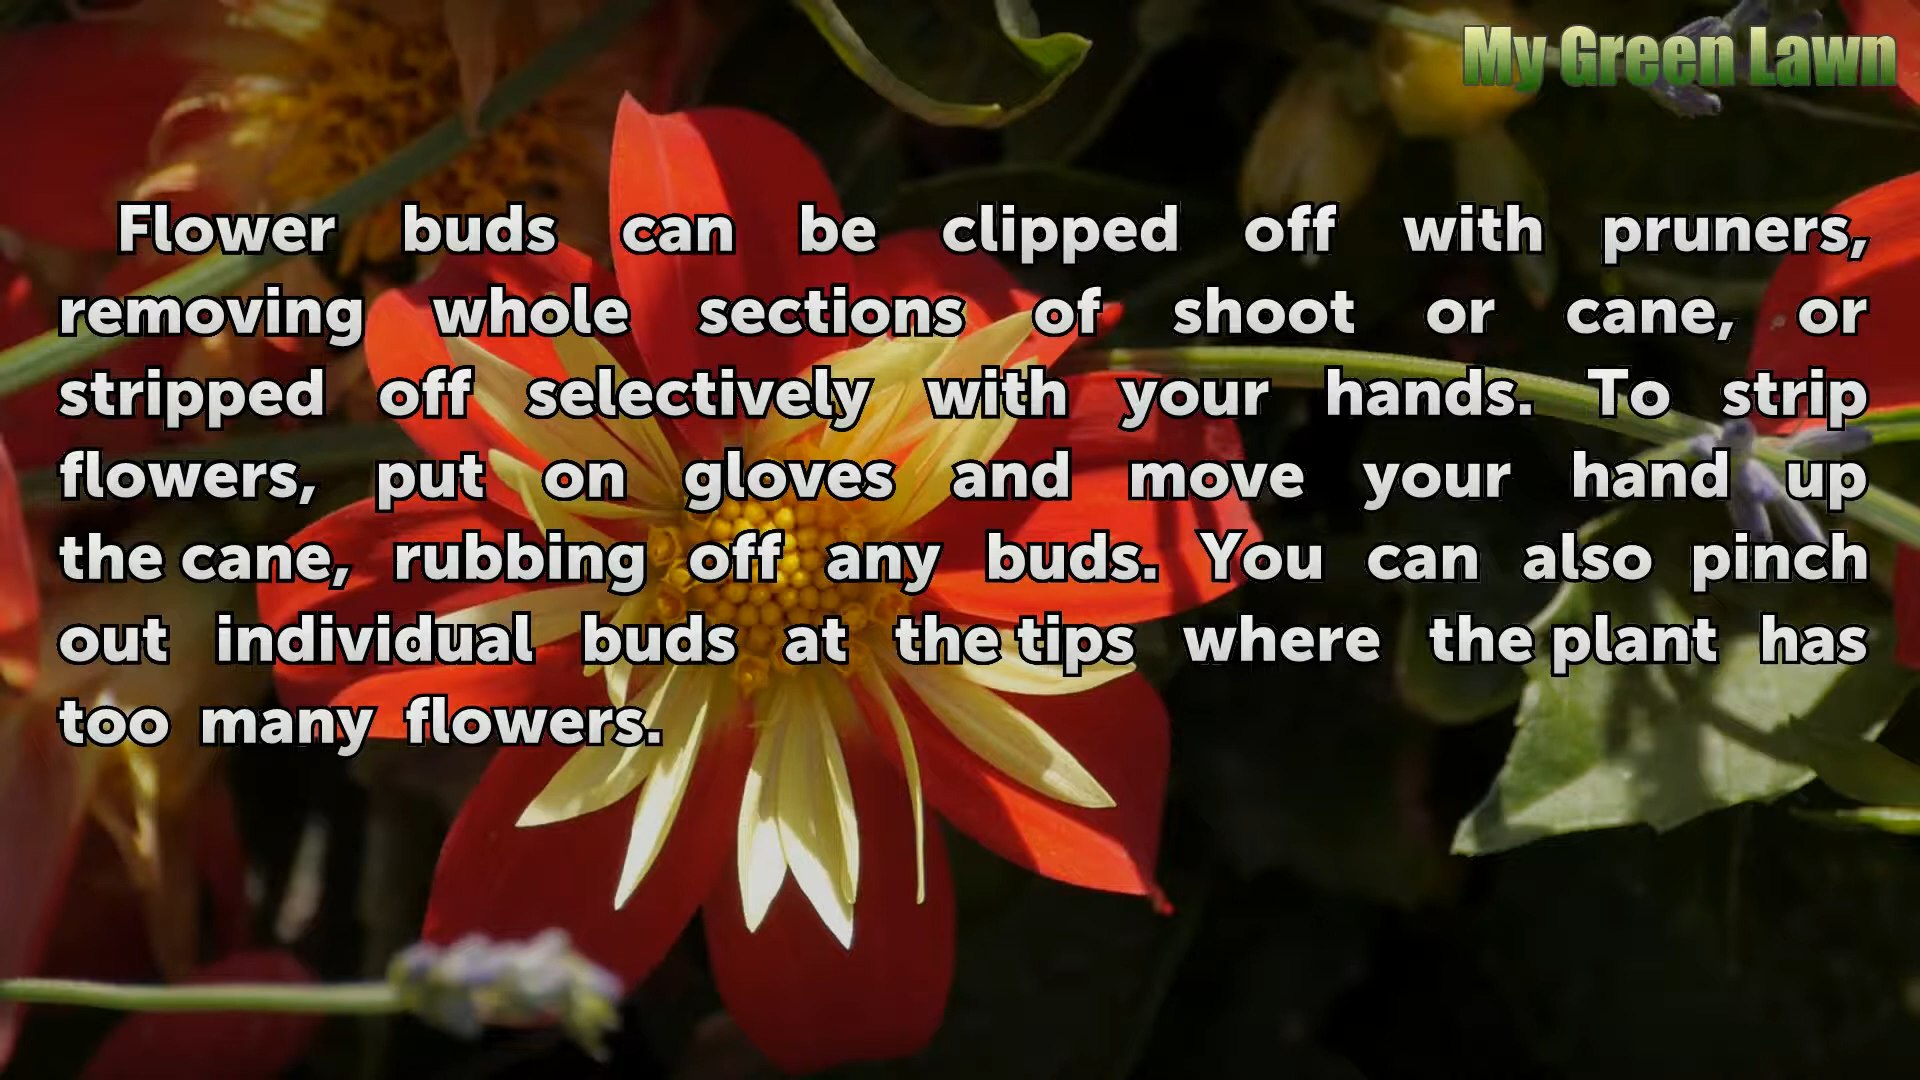 My Green Lawn
Flower buds can be clipped off with pruners,
removing whole sections of shoot or cane, or
stripped off selectively with your hands. To strip
flowers, put on gloves and move your hand up
the cane, rubbing off any buds. You can also pinch
out individual buds at the tips where the plant has
too many flowers.